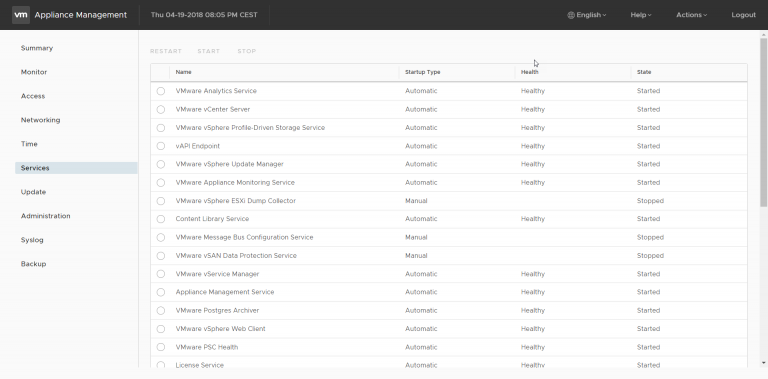 vm Appliance Management Thu 04-19-2018 08:05 PM CEST English Help Actions Logout
Summary
Monitor
Access
Networking
Time
Services
Update
Administration
Syslog
Backup
RESTART START STOP
Name Startup Type Health State
VMware Analytics Service Automatic Healthy Started
VMware vCenter Server Automatic Healthy Started
VMware vSphere Profile-Driven Storage Service Automatic Healthy Started
vAPI Endpoint Automatic Healthy Started
VMware vSphere Update Manager Automatic Healthy Started
VMware Appliance Monitoring Service Automatic Healthy Started
VMware vSphere ESXi Dump Collector Manual Stopped
Content Library Service Automatic Healthy Started
VMware Message Bus Configuration Service Manual Stopped
VMware vSAN Data Protection Service Manual Stopped
VMware vService Manager Automatic Healthy Started
Appliance Management Service Automatic Healthy Started
VMware Postgres Archiver Automatic Healthy Started
VMware vSphere Web Client Automatic Healthy Started
VMware PSC Health Automatic Healthy Started
License Service Automatic Healthy Started